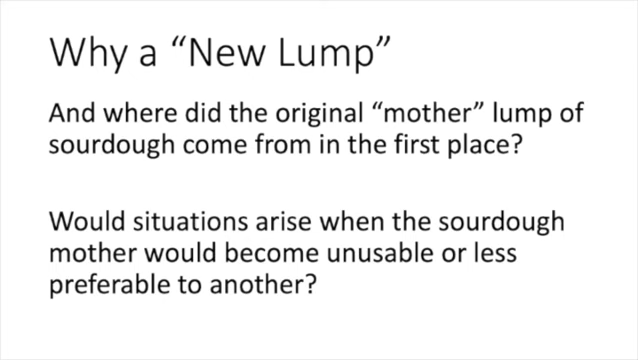 Why a “New Lump”
And where did the original “mother” lump of
sourdough come from in the first place?
Would situations arise when the sourdough
mother would become unusable or less
preferable to another?